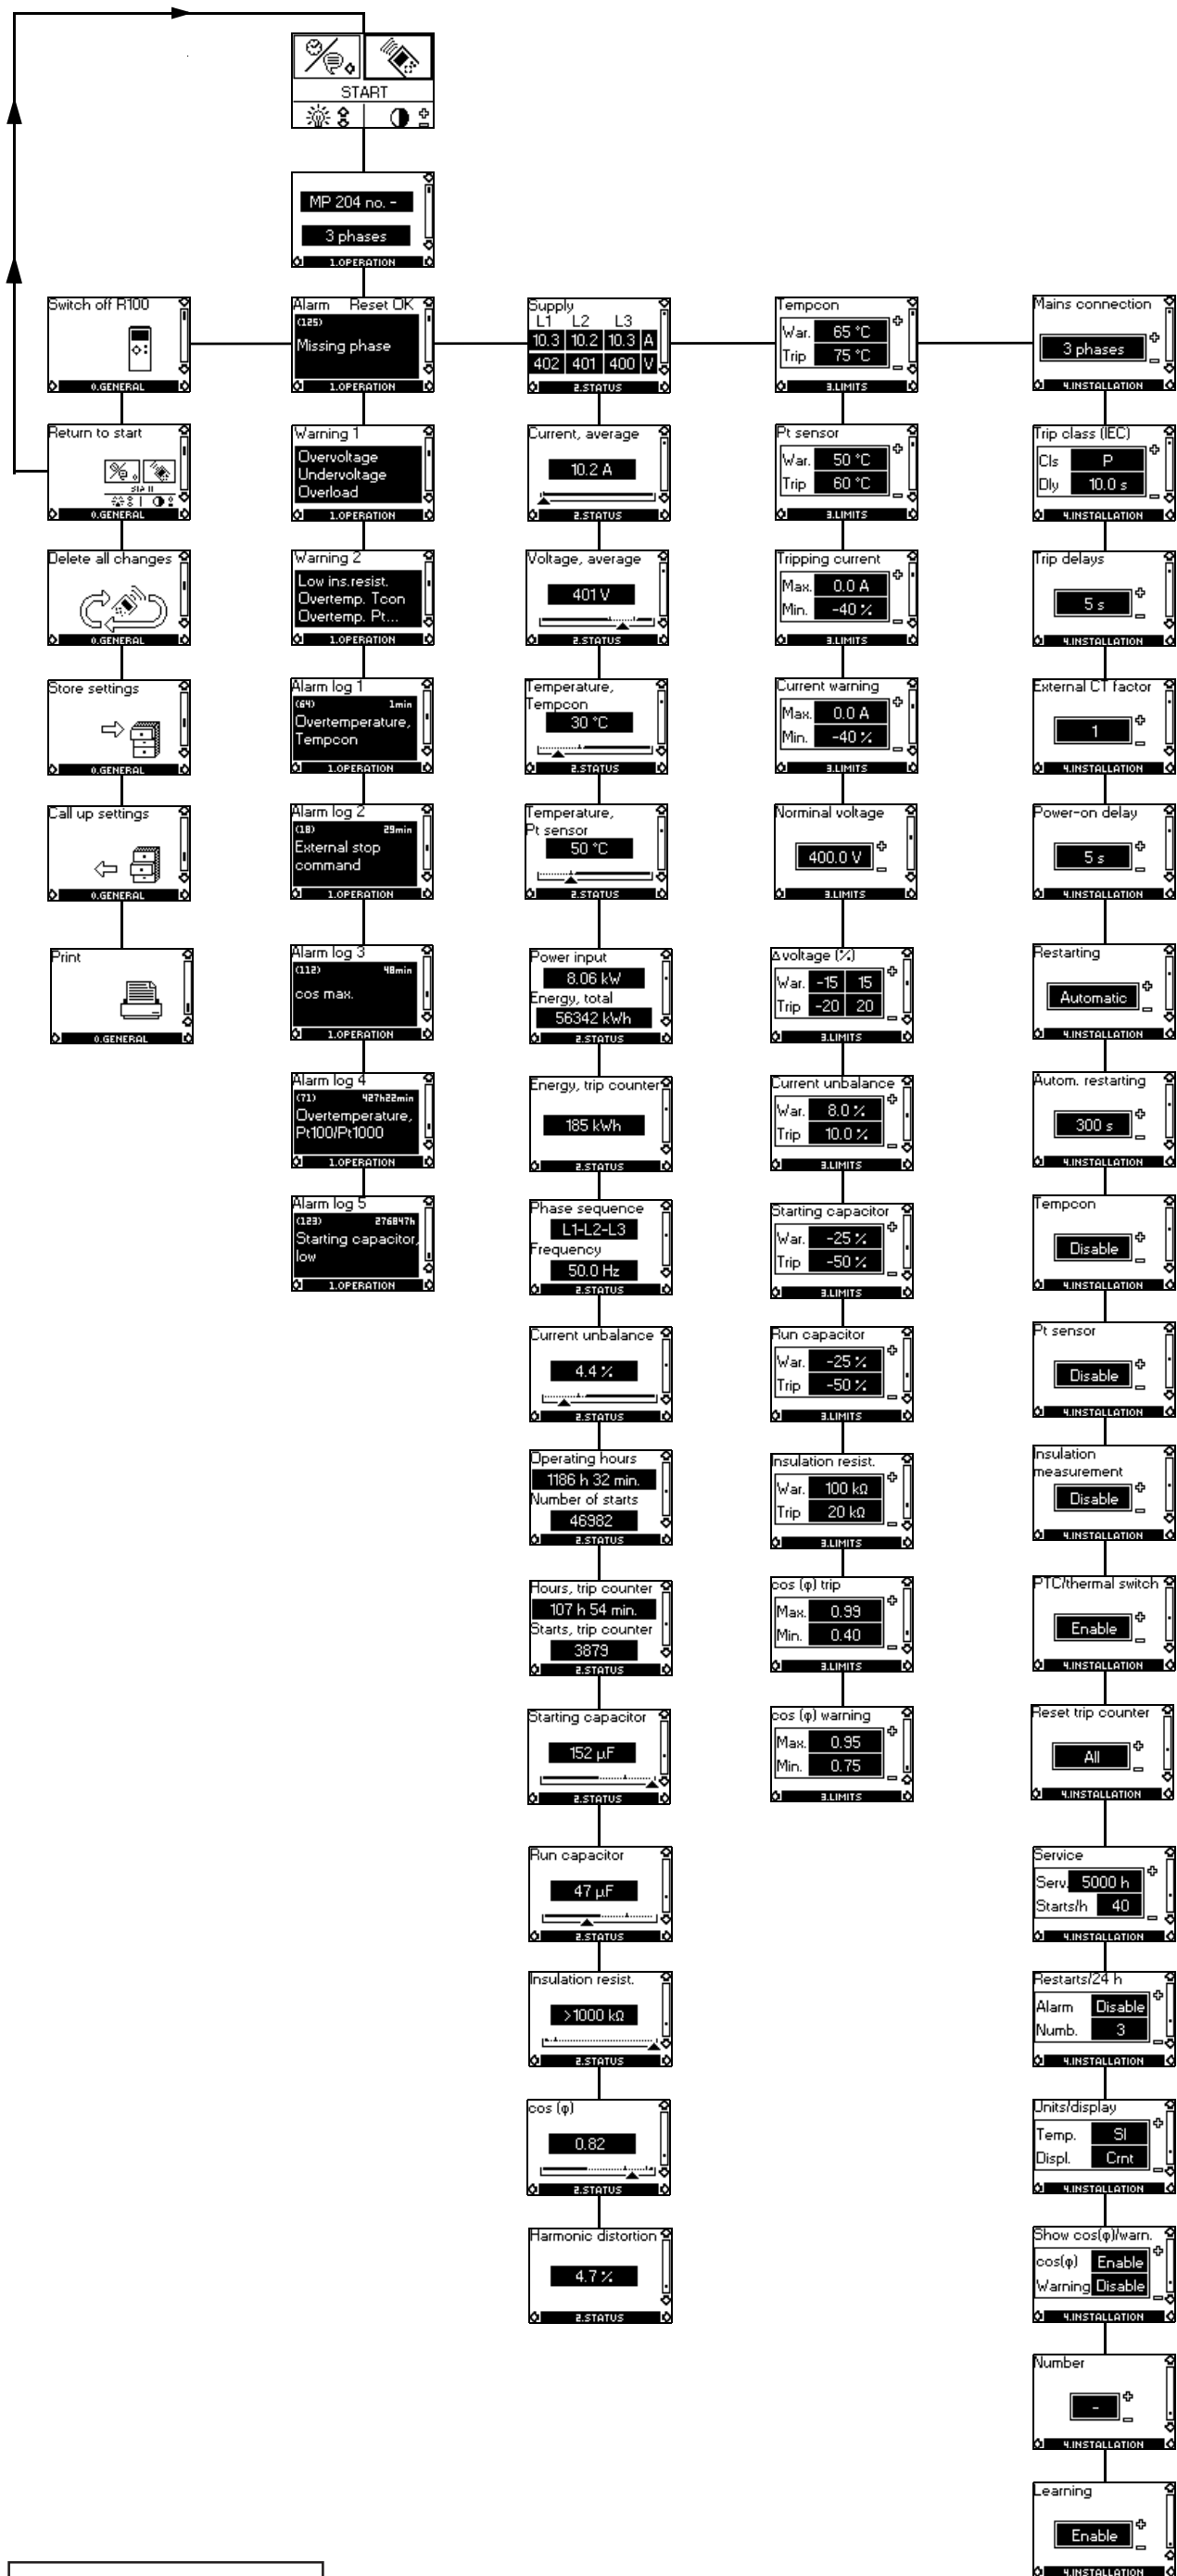 START
MP 204 no. -
3 phases
1.OPERATION
Switch off R100
0.GENERAL
Return to start
START
0.GENERAL
Delete all changes
0.GENERAL
Store settings
0.GENERAL
Call up settings
0.GENERAL
Print
0.GENERAL
Alarm Reset OK
(125)
Missing phase
1.OPERATION
Warning 1
Overvoltage
Undervoltage
Overload
1.OPERATION
Warning 2
Low ins.resist.
Overtemp. Tcon
Overtemp. Pt...
1.OPERATION
Alarm log 1
(64) 1min
Overtemperature,
Tempcon
1.OPERATION
Alarm log 2
(18) 29min
External stop
command
1.OPERATION
Alarm log 3
(112) 48min
cos max.
1.OPERATION
Alarm log 4
(71) 427h22min
Overtemperature,
Pt100/Pt1000
1.OPERATION
Alarm log 5
(123) 276847h
Starting capacitor,
low
1.OPERATION
Supply
L1 L2 L3
10.3 10.2 10.3 A
402 401 400 V
2.STATUS
Current, average
10.2 A
2.STATUS
Voltage, average
401 V
2.STATUS
Temperature,
Tempcon
30 °C
2.STATUS
Temperature,
Pt sensor
50 °C
2.STATUS
Power input
8.06 kW
Energy, total
56342 kWh
2.STATUS
Energy, trip counter
185 kWh
2.STATUS
Phase sequence
L1-L2-L3
Frequency
50.0 Hz
2.STATUS
Current unbalance
4.4 %
2.STATUS
Operating hours
1186 h 32 min.
Number of starts
46982
2.STATUS
Hours, trip counter
107 h 54 min.
Starts, trip counter
3879
2.STATUS
Starting capacitor
152 µF
2.STATUS
Run capacitor
47 µF
2.STATUS
Insulation resist.
>1000 kΩ
2.STATUS
cos (φ)
0.82
2.STATUS
Harmonic distortion
4.7 %
2.STATUS
Tempcon
War. 65 °C
Trip 75 °C
3.LIMITS
Pt sensor
War. 50 °C
Trip 60 °C
3.LIMITS
Tripping current
Max. 0.0 A
Min. -40 %
3.LIMITS
Current warning
Max. 0.0 A
Min. -40 %
3.LIMITS
Norminal voltage
400.0 V
3.LIMITS
Δvoltage (%)
War. -15 15
Trip -20 20
3.LIMITS
Current unbalance
War. 8.0 %
Trip 10.0 %
3.LIMITS
Starting capacitor
War. -25 %
Trip -50 %
3.LIMITS
Run capacitor
War. -25 %
Trip -50 %
3.LIMITS
Insulation resist.
War. 100 kΩ
Trip 20 kΩ
3.LIMITS
cos (φ) trip
Max. 0.99
Min. 0.40
3.LIMITS
cos (φ) warning
Max. 0.95
Min. 0.75
3.LIMITS
Mains connection
3 phases
4.INSTALLATION
Trip class (IEC)
Cls P
Dly 10.0 s
4.INSTALLATION
Trip delays
5 s
4.INSTALLATION
External CT factor
1
4.INSTALLATION
Power-on delay
5 s
4.INSTALLATION
Restarting
Automatic
4.INSTALLATION
Autom. restarting
300 s
4.INSTALLATION
Tempcon
Disable
4.INSTALLATION
Pt sensor
Disable
4.INSTALLATION
Insulation
measurement
Disable
4.INSTALLATION
PTC/thermal switch
Enable
4.INSTALLATION
Reset trip counter
All
4.INSTALLATION
Service
Serv. 5000 h
Starts/h 40
4.INSTALLATION
Restarts/24 h
Alarm Disable
Numb. 3
4.INSTALLATION
Units/display
Temp. SI
Displ. Crnt
4.INSTALLATION
Show cos(φ)/warn.
cos(φ) Enable
Warning Disable
4.INSTALLATION
Number
-
4.INSTALLATION
Learning
Enable
4.INSTALLATION